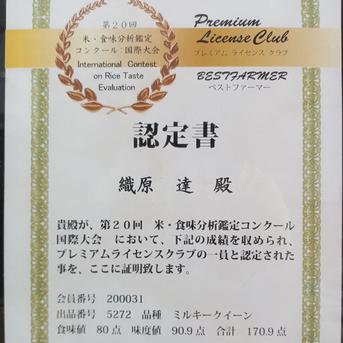 第20回
米・食味分析鑑定
コンクール:国際大会
International Contest
on Rice Taste
Evaluation
Premium
License Club
プレミアム ライセンス クラブ
BESTFARMER
ベストファーマー
認定書
織原 達 殿
貴殿が、第20回 米・食味分析鑑定コンクール
国際大会 において、下記の成績を収められ、
プレミアムライセンスクラブの一員と認定された
事を、ここに証明致します。
会員番号 200031
出品番号 5272 品種 ミルキークイーン
食味値 80点 味度値 90.9点 合計 170.9点